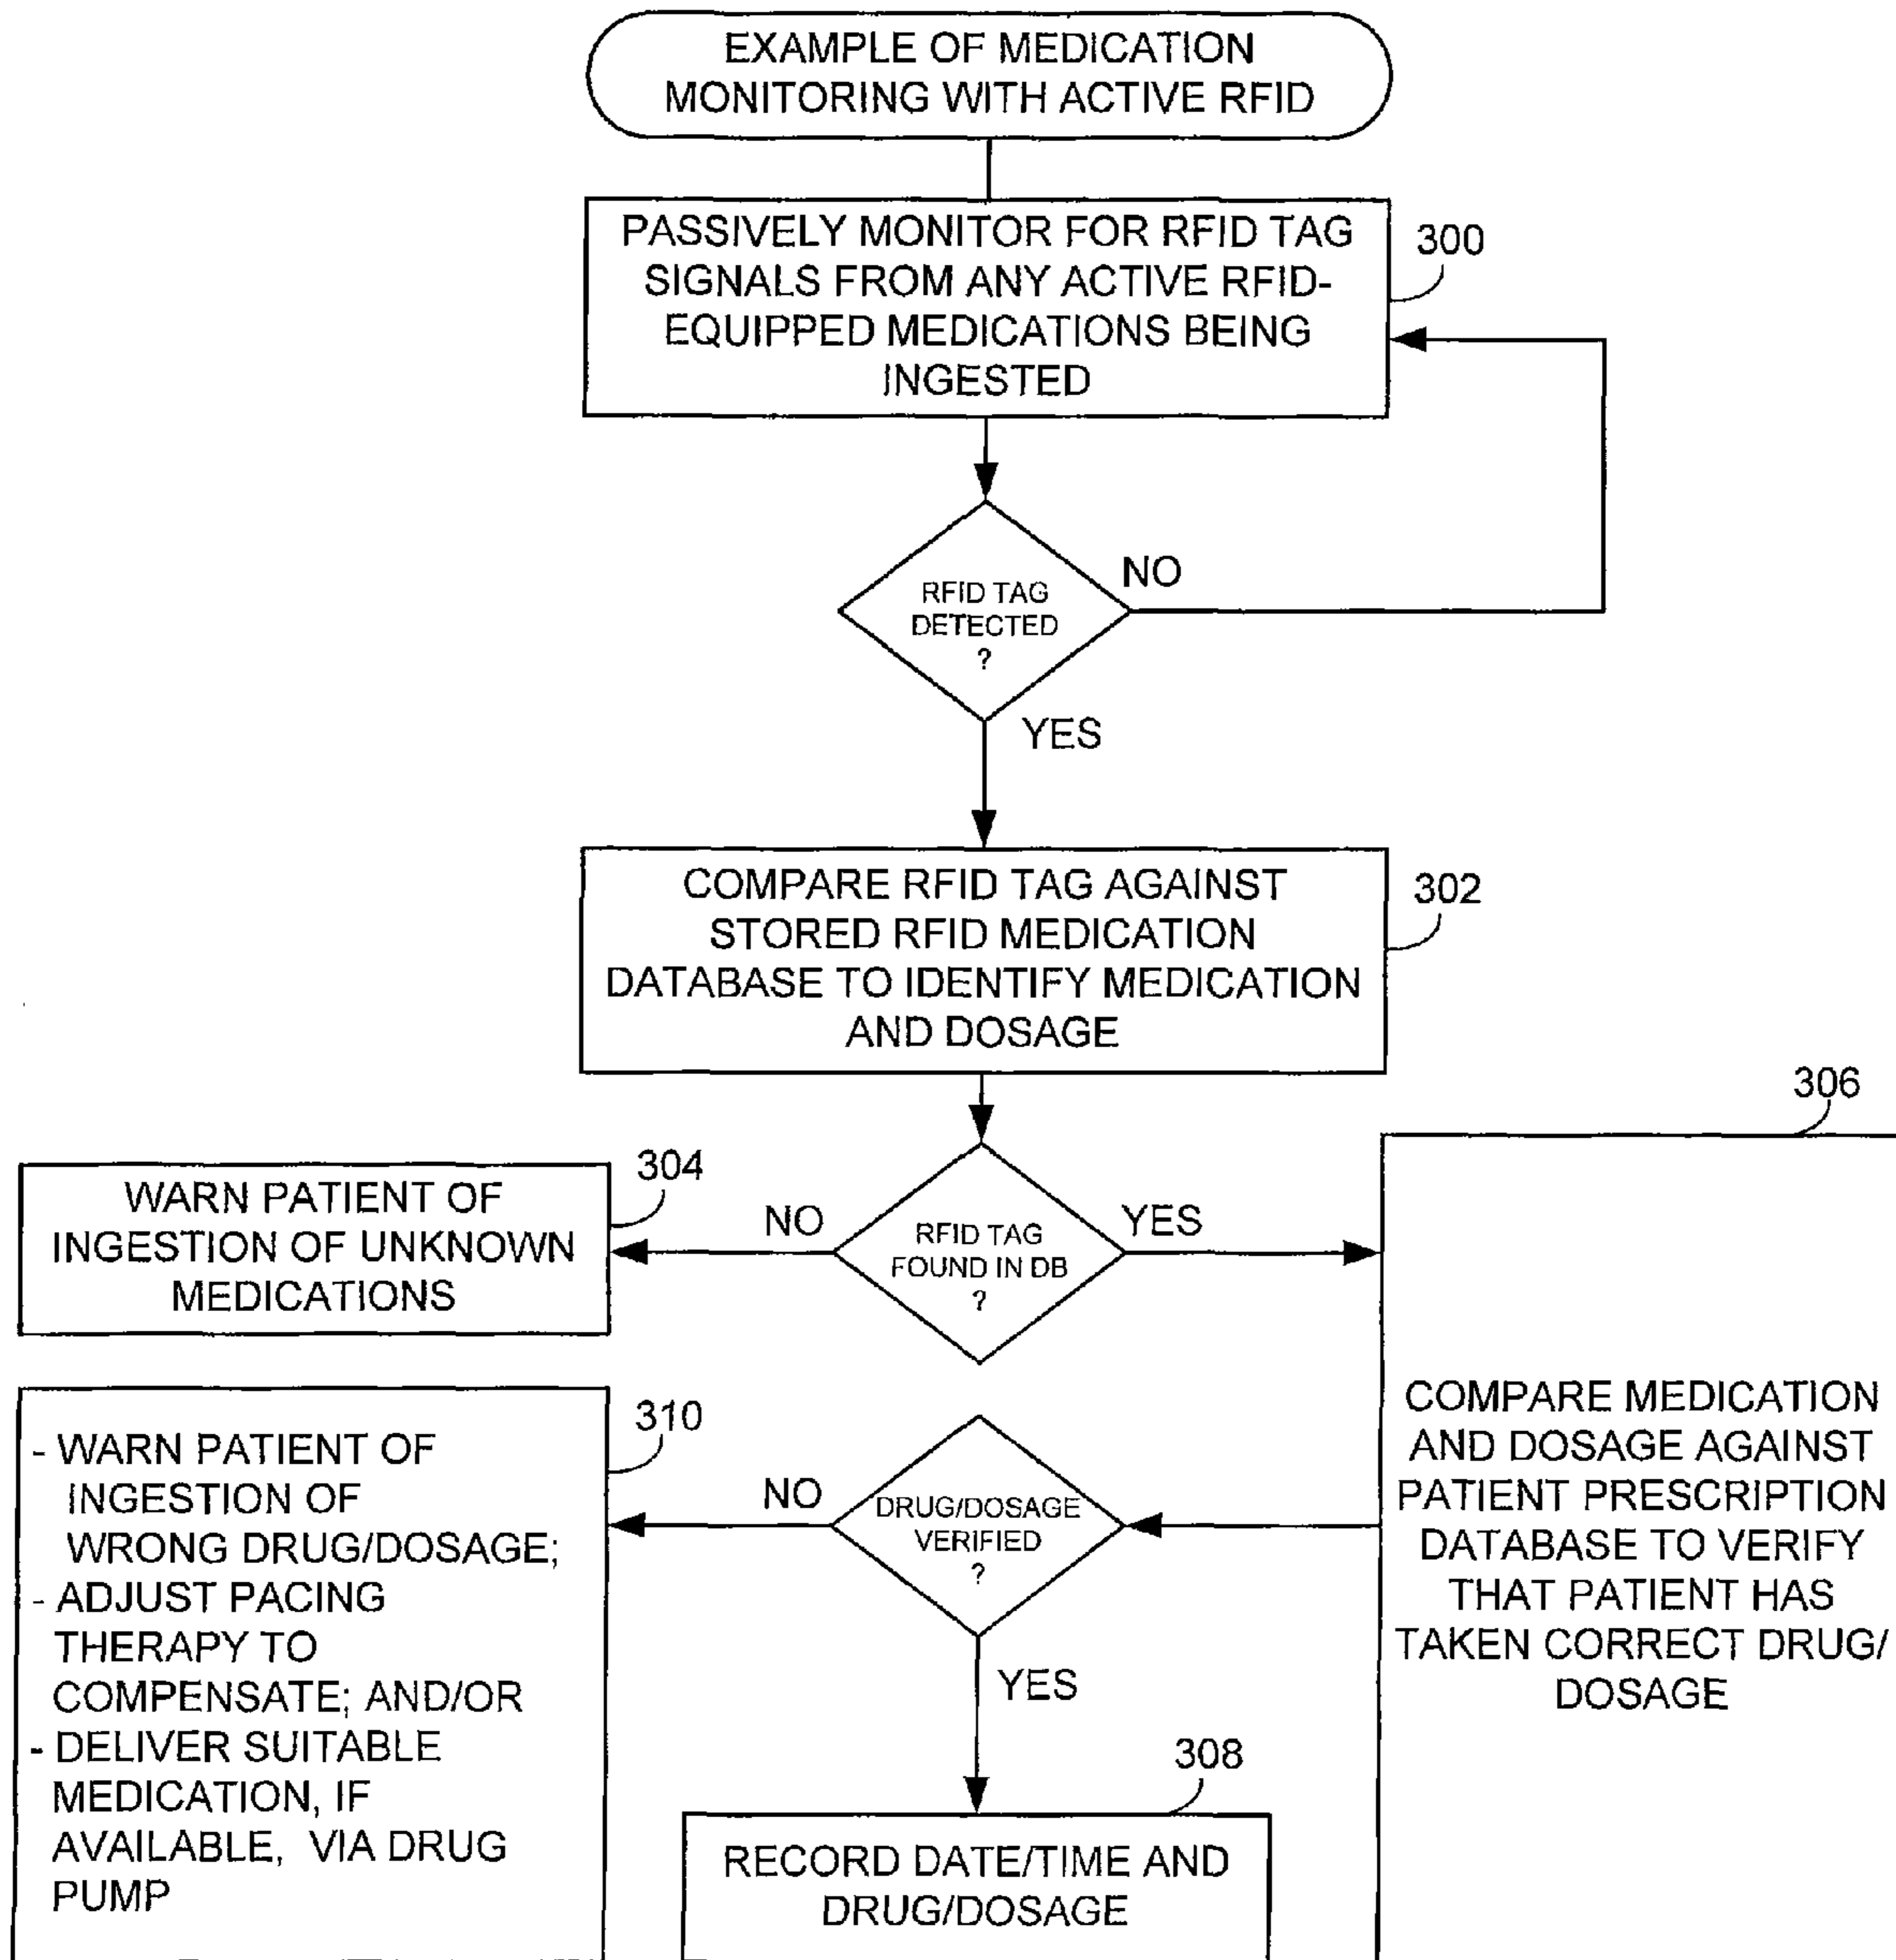 EXAMPLE OF MEDICATION
MONITORING WITH ACTIVE RFID
PASSIVELY MONITOR FOR RFID TAG
SIGNALS FROM ANY ACTIVE RFID-
EQUIPPED MEDICATIONS BEING
INGESTED
300
RFID TAG
DETECTED
?
NO
YES
COMPARE RFID TAG AGAINST
STORED RFID MEDICATION
DATABASE TO IDENTIFY MEDICATION
AND DOSAGE
302
RFID TAG
FOUND IN DB
?
NO
YES
WARN PATIENT OF
INGESTION OF UNKNOWN
MEDICATIONS
304
306
COMPARE MEDICATION
AND DOSAGE AGAINST
PATIENT PRESCRIPTION
DATABASE TO VERIFY
THAT PATIENT HAS
TAKEN CORRECT DRUG/
DOSAGE
DRUG/DOSAGE
VERIFIED
?
NO
YES
310
- WARN PATIENT OF
INGESTION OF
WRONG DRUG/DOSAGE;
- ADJUST PACING
THERAPY TO
COMPENSATE; AND/OR
- DELIVER SUITABLE
MEDICATION, IF
AVAILABLE, VIA DRUG
PUMP
308
RECORD DATE/TIME AND
DRUG/DOSAGE